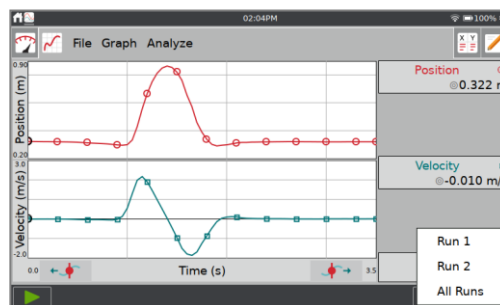 02:04PM
100%
File Graph Analyze
X Y
0.90
Position (m)
0.20
Position
0.322
3.0
Velocity (m/s)
-2.0
Velocity
-0.010 m/
0.0
Time (s)
3.5
Run 1
Run 2
All Runs